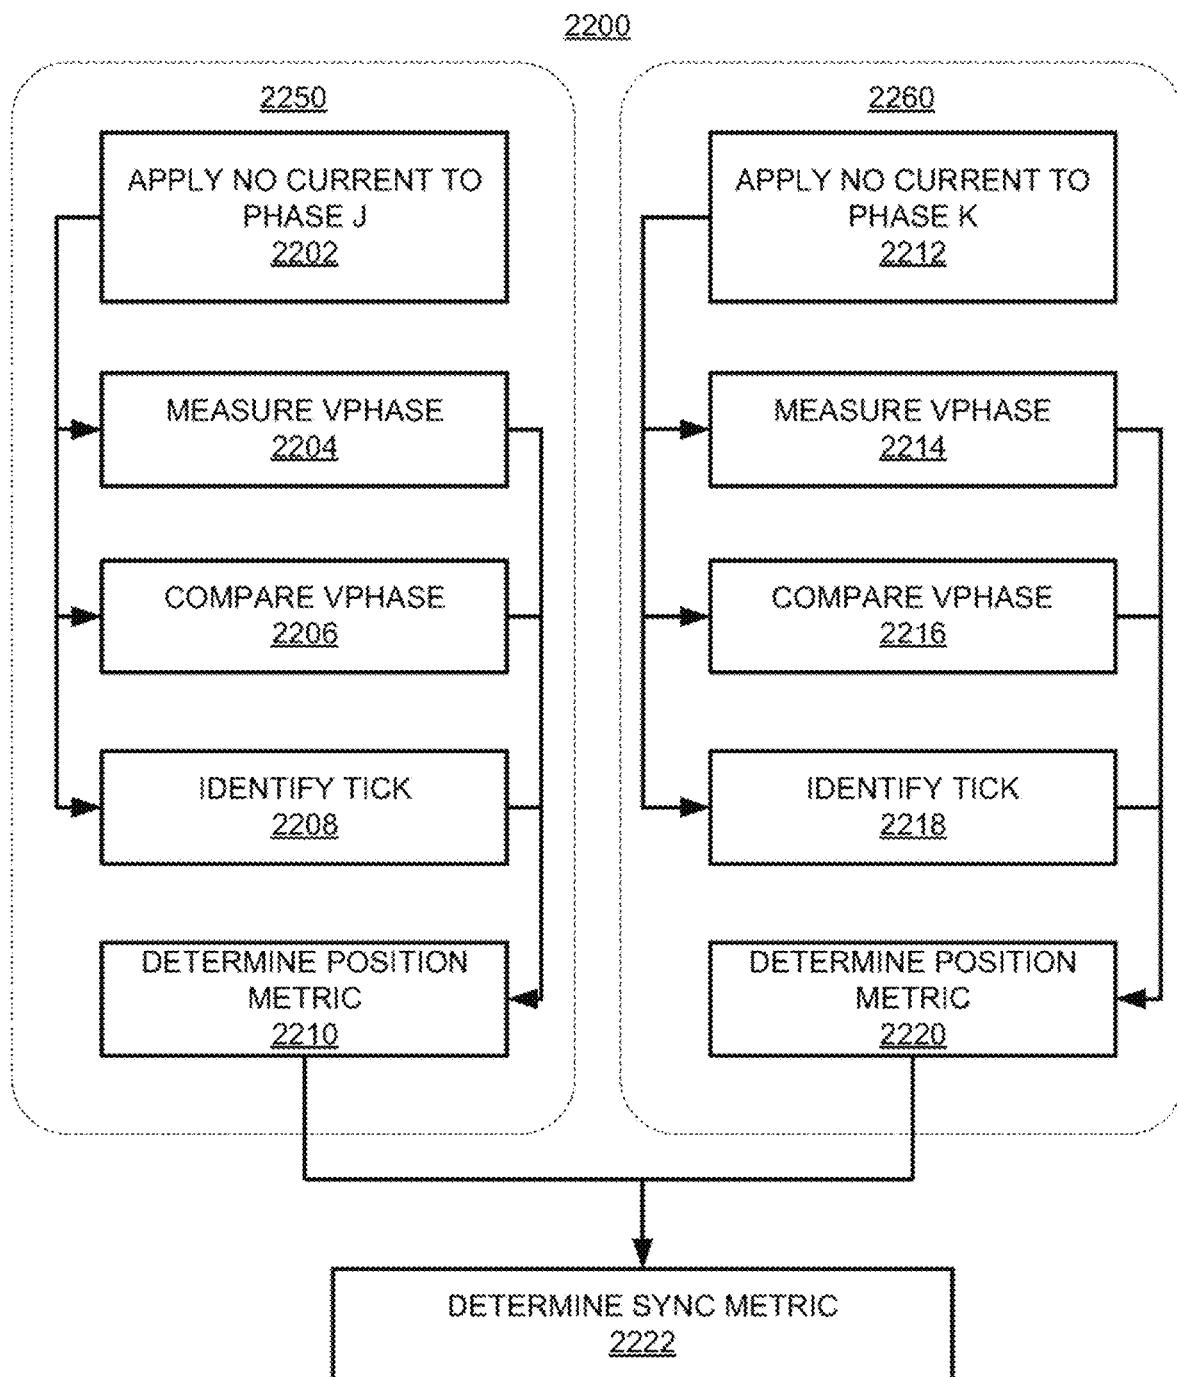 2200
2250
APPLY NO CURRENT TO
PHASE J
2202
MEASURE VPHASE
2204
COMPARE VPHASE
2206
IDENTIFY TICK
2208
DETERMINE POSITION
METRIC
2210
2260
APPLY NO CURRENT TO
PHASE K
2212
MEASURE VPHASE
2214
COMPARE VPHASE
2216
IDENTIFY TICK
2218
DETERMINE POSITION
METRIC
2220
DETERMINE SYNC METRIC
2222